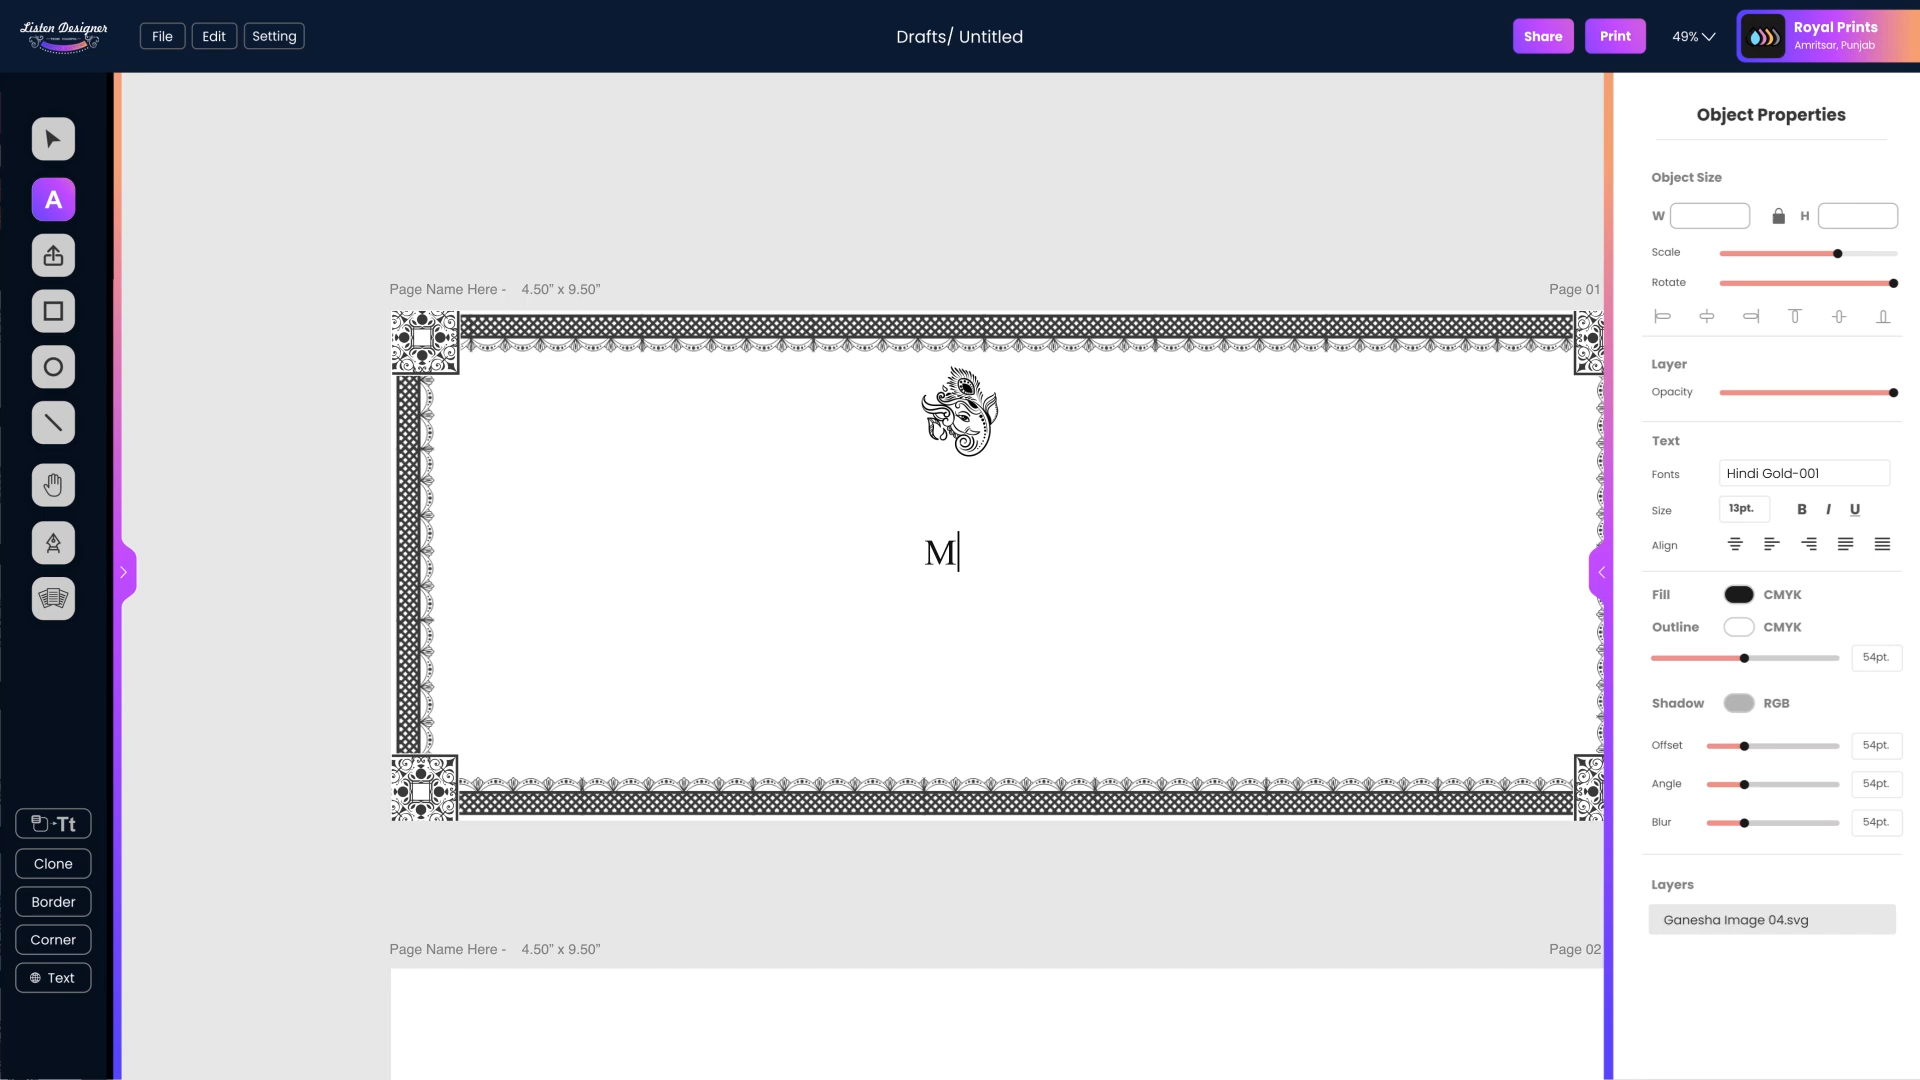 Listen Designer
File Edit Setting
Drafts/ Untitled
Share Print 49%
Royal Prints
Amritsar, Punjab
A
Tt
Clone
Border
Corner
Text
Page Name Here - 4.50” x 9.50” Page 01
M
Page Name Here - 4.50” x 9.50” Page 02
Object Properties
Object Size
W H
Scale
Rotate
Layer
Opacity
Text
Fonts Hindi Gold-001
Size 13pt. B I U
Align
Fill CMYK
Outline CMYK
54pt.
Shadow RGB
Offset 54pt.
Angle 54pt.
Blur 54pt.
Layers
Ganesha Image 04.svg